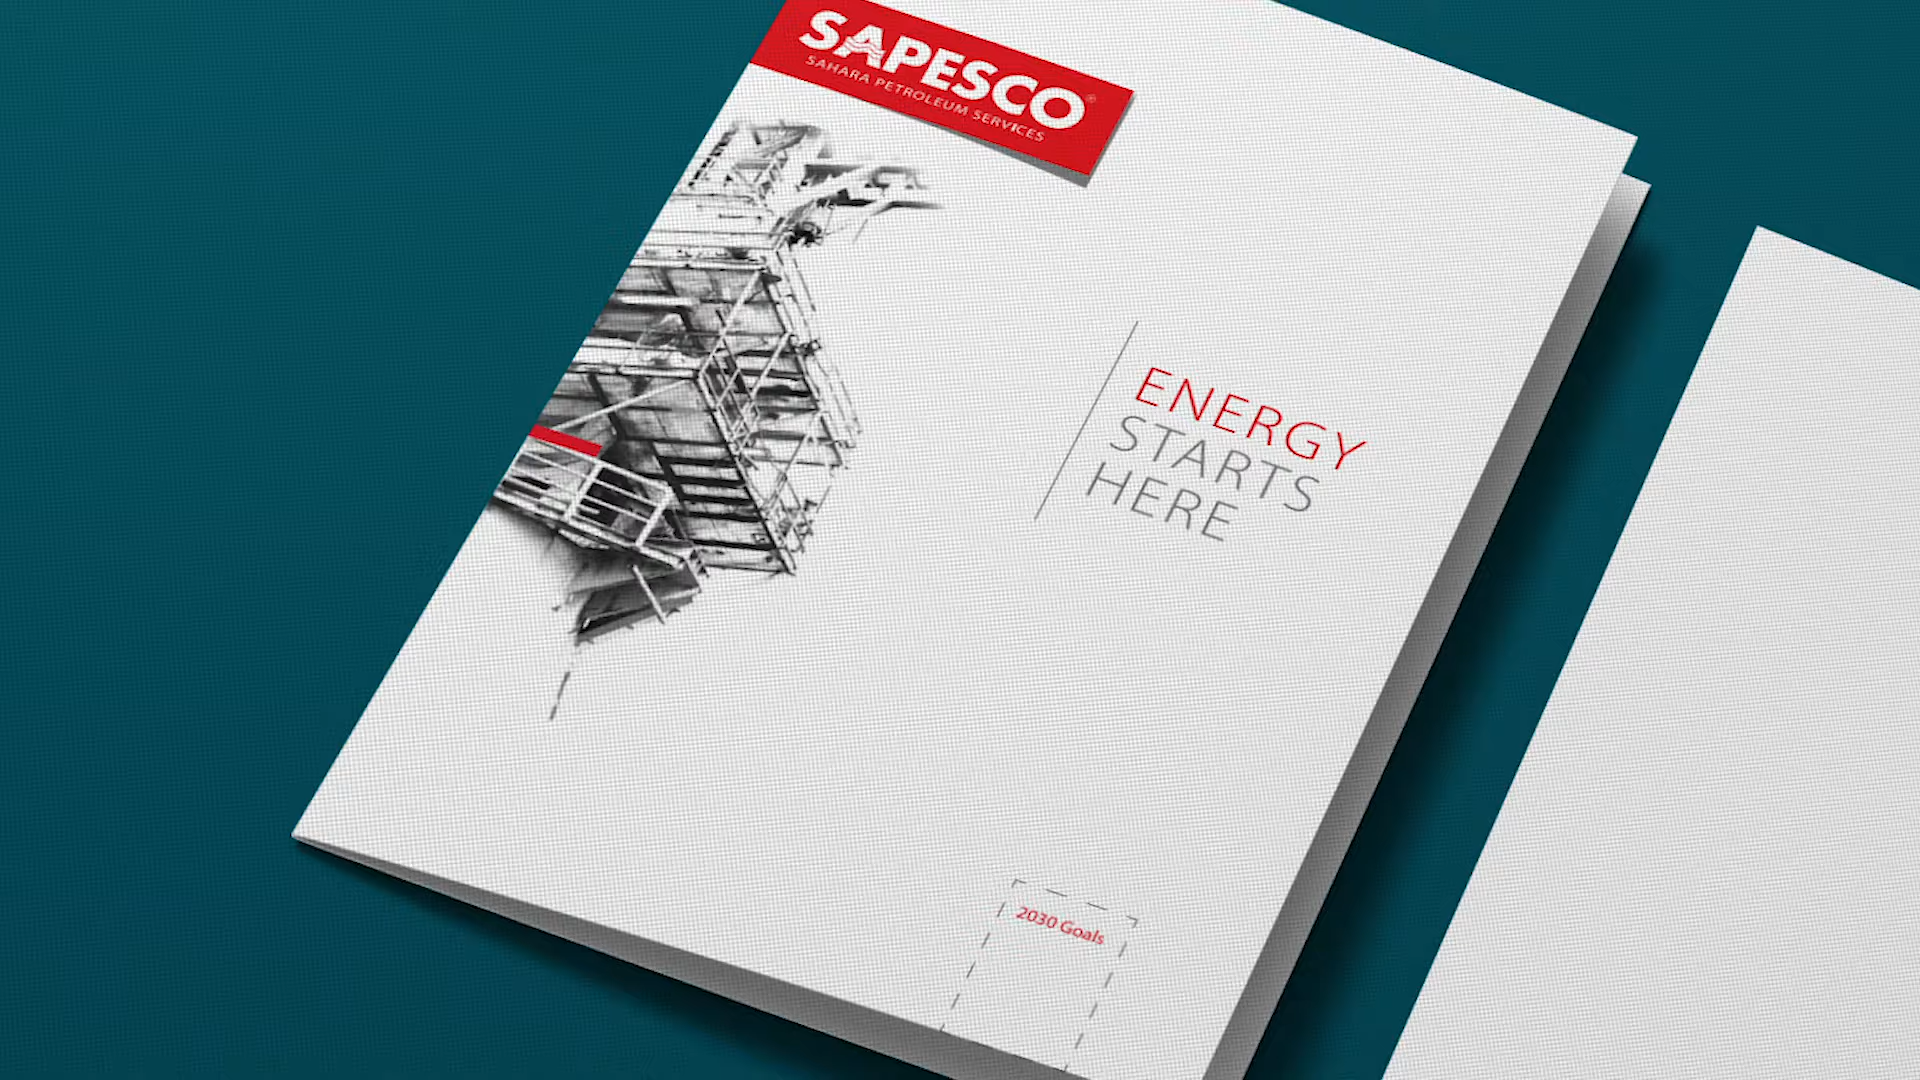 SAPESCO®
SAHARA PETROLEUM SERVICES
ENERGY
STARTS
HERE
2030 Goals